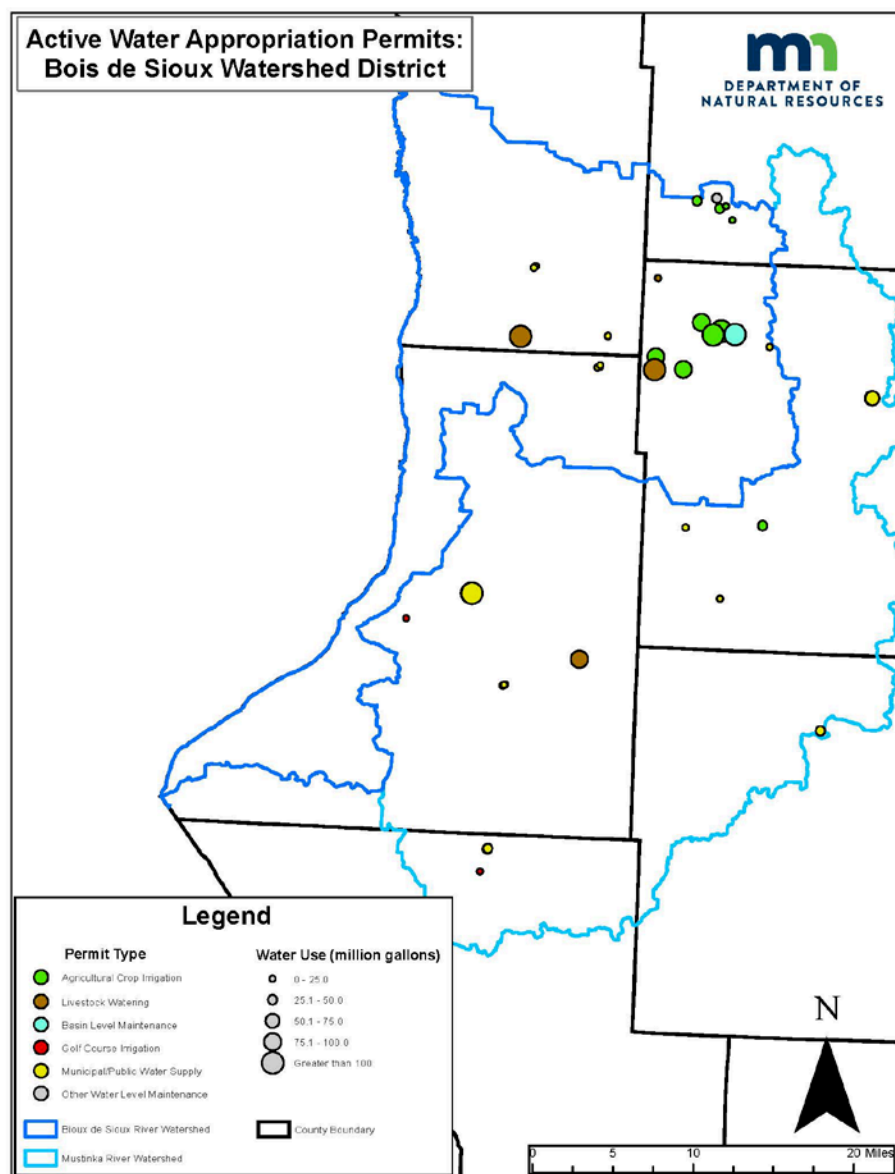 Active Water Appropriation Permits:
Bois de Sioux Watershed District
mn
DEPARTMENT OF
NATURAL RESOURCES
Legend
Permit Type
Agricultural Crop Irrigation
Livestock Watering
Basin Level Maintenance
Golf Course Irrigation
Municipal/Public Water Supply
Other Water Level Maintenance
Bioux de Sioux River Watershed
Mustinka River Watershed
Water Use (million gallons)
0 - 25.0
25.1 - 50.0
50.1 - 75.0
75.1 - 100.0
Greater than 100
County Boundary
N
0 5 10 20 Miles